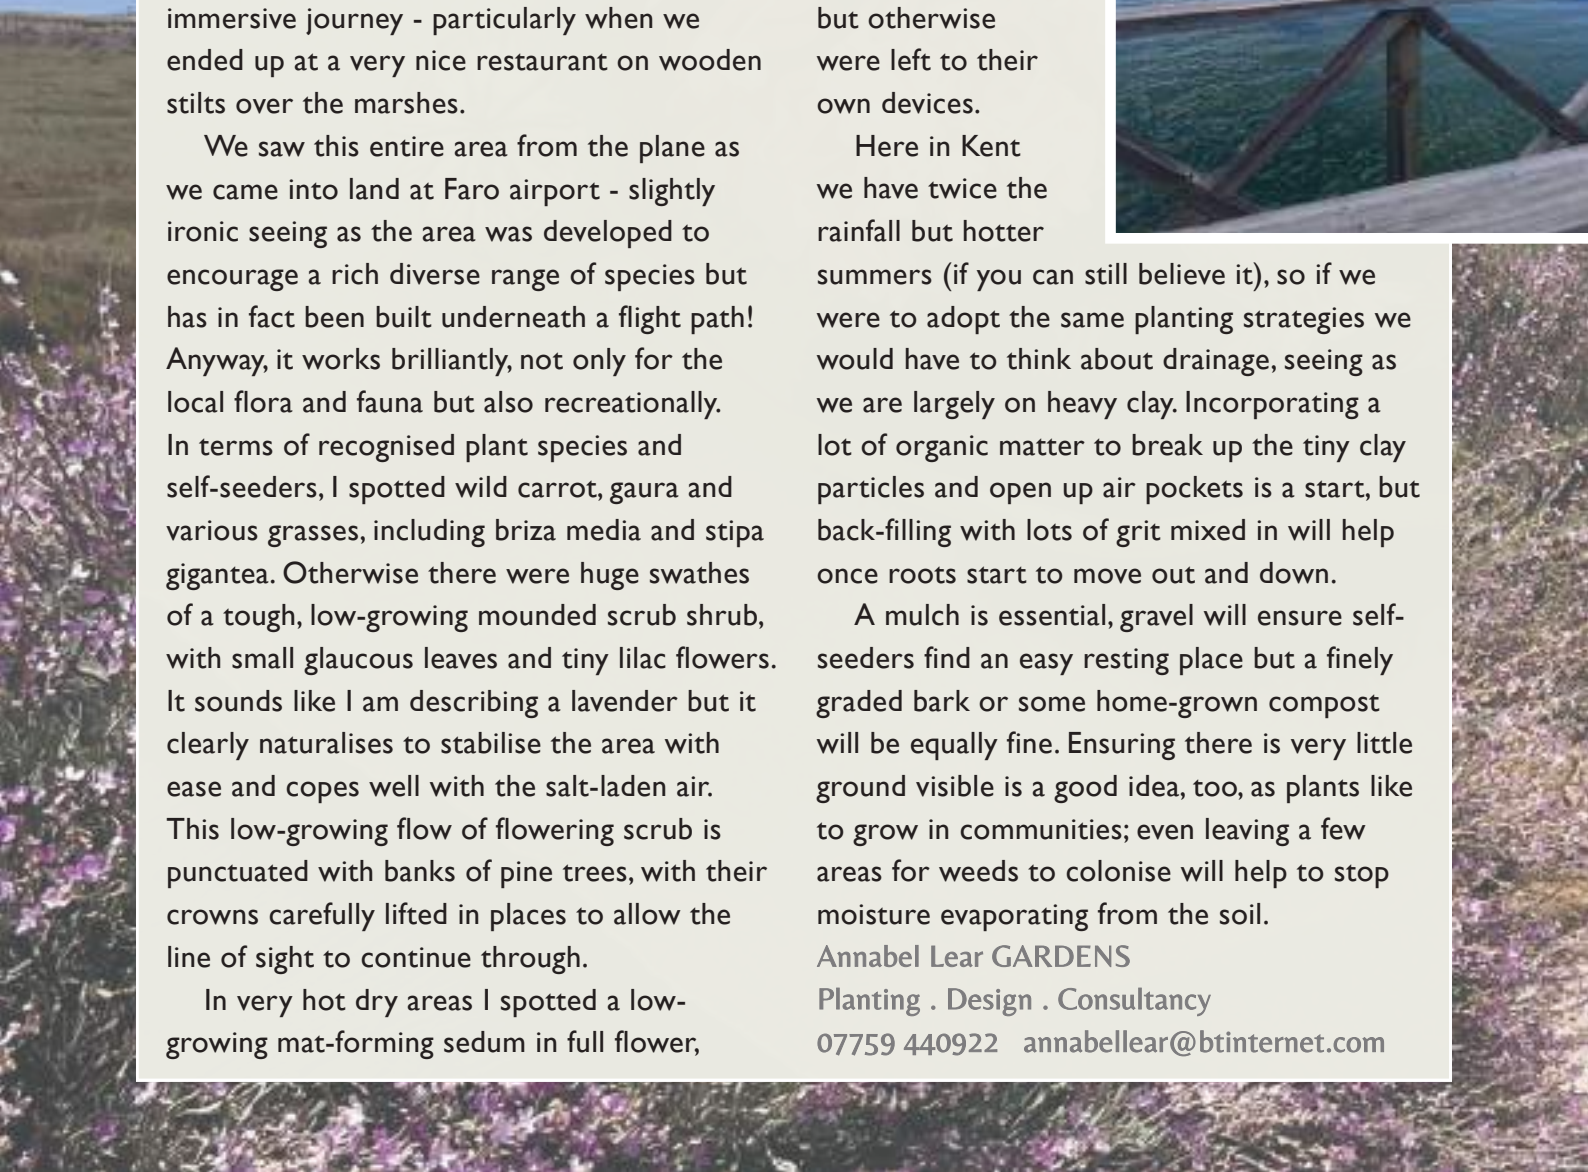 immersive journey - particularly when we
ended up at a very nice restaurant on wooden
stilts over the marshes.
We saw this entire area from the plane as
we came into land at Faro airport - slightly
ironic seeing as the area was developed to
encourage a rich diverse range of species but
has in fact been built underneath a flight path!
Anyway, it works brilliantly, not only for the
local flora and fauna but also recreationally.
In terms of recognised plant species and
self-seeders, I spotted wild carrot, gaura and
various grasses, including briza media and stipa
gigantea. Otherwise there were huge swathes
of a tough, low-growing mounded scrub shrub,
with small glaucous leaves and tiny lilac flowers.
It sounds like I am describing a lavender but it
clearly naturalises to stabilise the area with
ease and copes well with the salt-laden air.
This low-growing flow of flowering scrub is
punctuated with banks of pine trees, with their
crowns carefully lifted in places to allow the
line of sight to continue through.
In very hot dry areas I spotted a low-
growing mat-forming sedum in full flower,
but otherwise
were left to their
own devices.
Here in Kent
we have twice the
rainfall but hotter
summers (if you can still believe it), so if we
were to adopt the same planting strategies we
would have to think about drainage, seeing as
we are largely on heavy clay. Incorporating a
lot of organic matter to break up the tiny clay
particles and open up air pockets is a start, but
back-filling with lots of grit mixed in will help
once roots start to move out and down.
A mulch is essential, gravel will ensure self-
seeders find an easy resting place but a finely
graded bark or some home-grown compost
will be equally fine. Ensuring there is very little
ground visible is a good idea, too, as plants like
to grow in communities; even leaving a few
areas for weeds to colonise will help to stop
moisture evaporating from the soil.
Annabel Lear GARDENS
Planting . Design . Consultancy
07759 440922 annabellear@btinternet.com